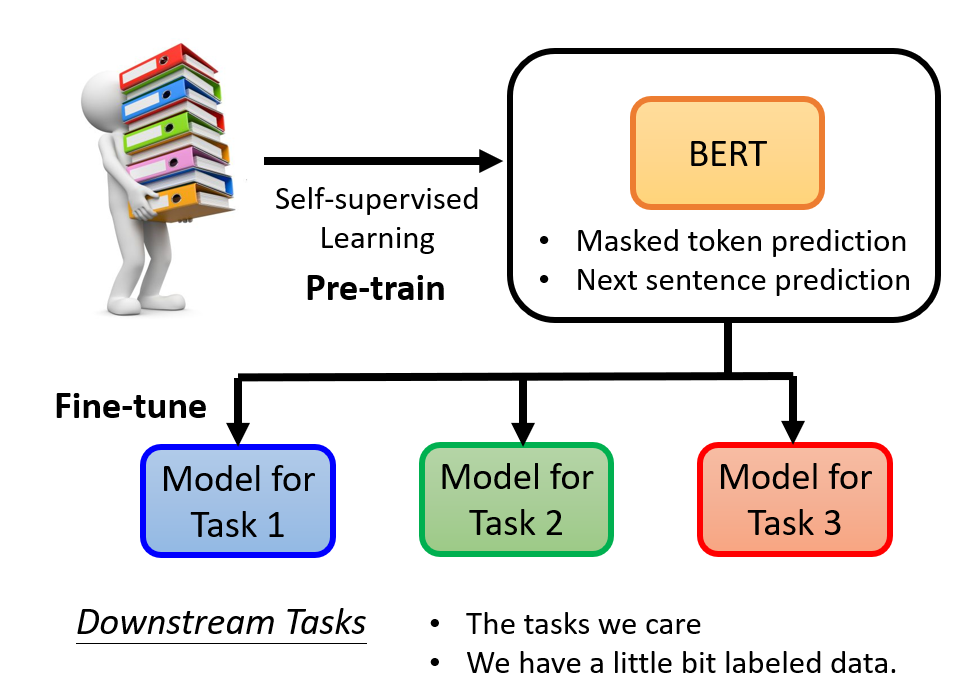 BERT
Self-supervised
Learning
Pre-train
• Masked token prediction
• Next sentence prediction
Fine-tune
Model for
Task 1
Model for
Task 2
Model for
Task 3
Downstream Tasks
• The tasks we care
• We have a little bit labeled data.